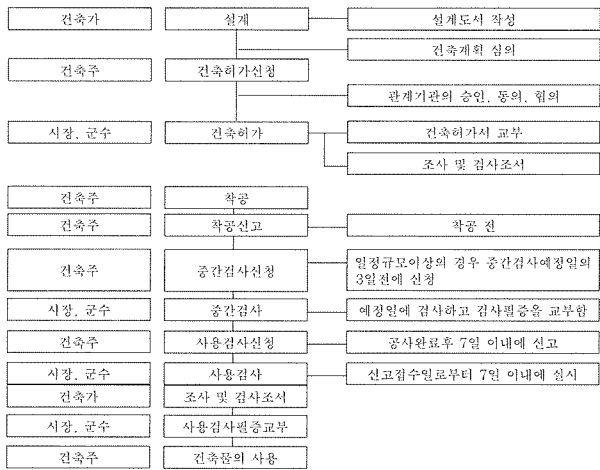 건축가 설계 설계도서 작성
건축계획 심의
건축주 건축허가신청
관계기관의 승인, 동의, 협의
시장, 군수 건축허가 건축허가서 교부
조사 및 검사조서
건축주 착공
건축주 착공신고 착공 전
건축주 중간검사신청 일정규모이상의 경우 중간검사예정일의
3일전에 신청
시장, 군수 중간검사 예정일에 검사하고 검사필증을 교부함
건축주 사용검사신청 공사완료후 7일 이내에 신고
시장, 군수 사용검사 신고접수일로부터 7일 이내에 실시
건축가 조사 및 검사조서
시장, 군수 사용검사필증교부
건축주 건축물의 사용